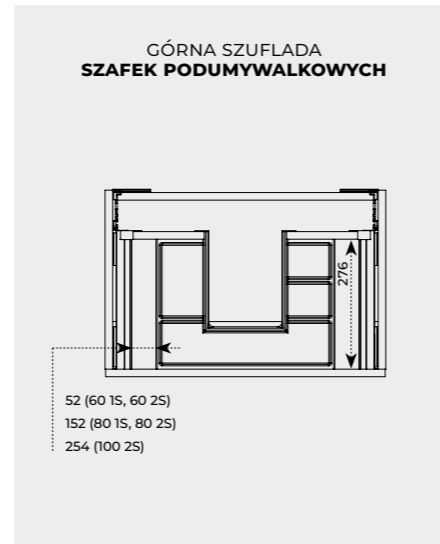 GÓRNA SZUFLADA
SZAFEK PODUMYWALKOWYCH
276
52 (60 1S, 60 2S)
152 (80 1S, 80 2S)
254 (100 2S)